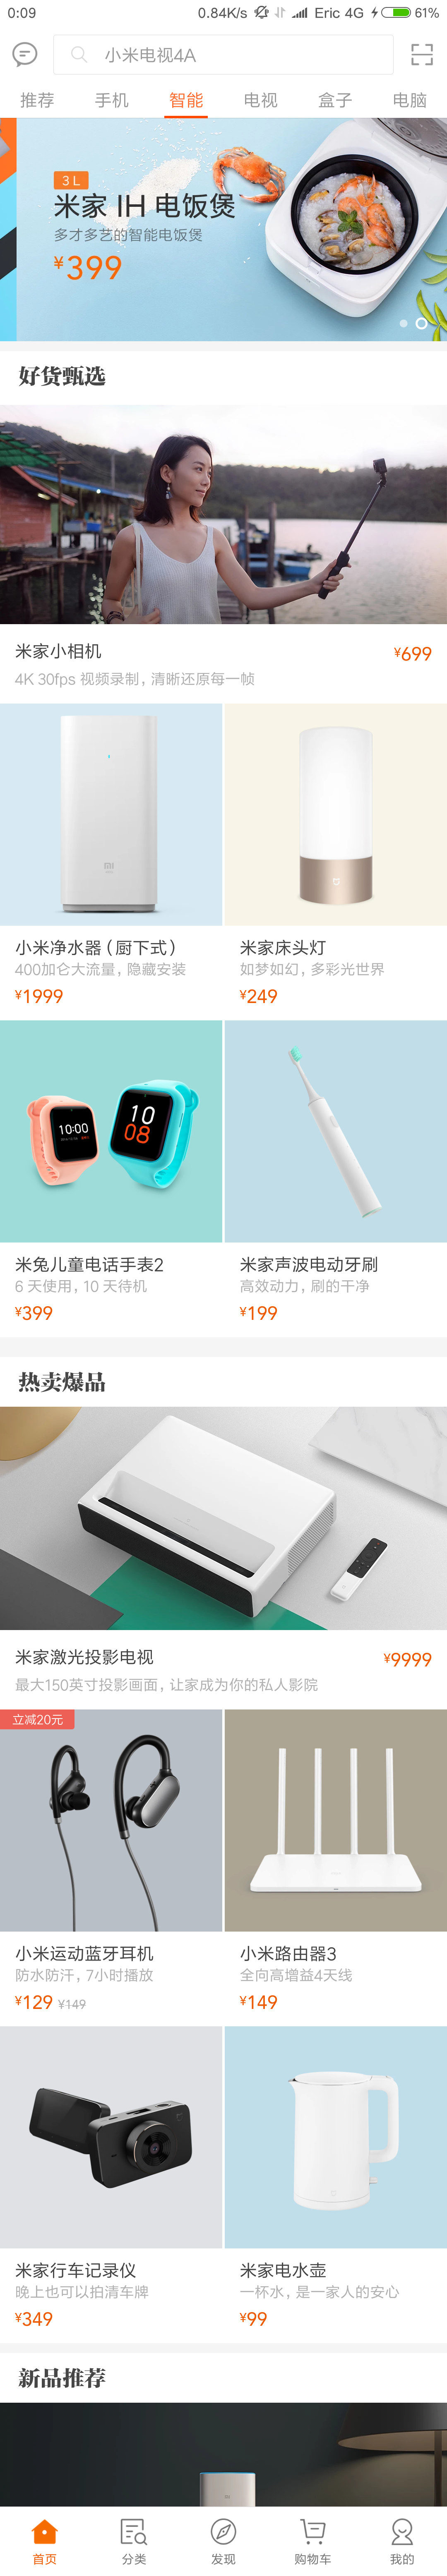 0:09 0.84K/s Eric 4G 61%
小米电视4A
推荐 手机 智能 电视 盒子 电脑
3 L
米家 IH 电饭煲
多才多艺的智能电饭煲
¥399
好货甄选
米家小相机 ¥699
4K 30fps 视频录制，清晰还原每一帧
MI
小米净水器（厨下式）
400加仑大流量，隐藏安装
¥1999
米家床头灯
如梦如幻，多彩光世界
¥249
10:00
10
08
米兔儿童电话手表2
6 天使用，10 天待机
¥399
米家声波电动牙刷
高效动力，刷的干净
¥199
热卖爆品
米家激光投影电视 ¥9999
最大150英寸投影画面，让家成为你的私人影院
立减20元
小米运动蓝牙耳机
防水防汗，7小时播放
¥129 ¥149
小米路由器3
全向高增益4天线
¥149
米家行车记录仪
晚上也可以拍清车牌
¥349
米家电水壶
一杯水，是一家人的安心
¥99
新品推荐
首页 分类 发现 购物车 我的